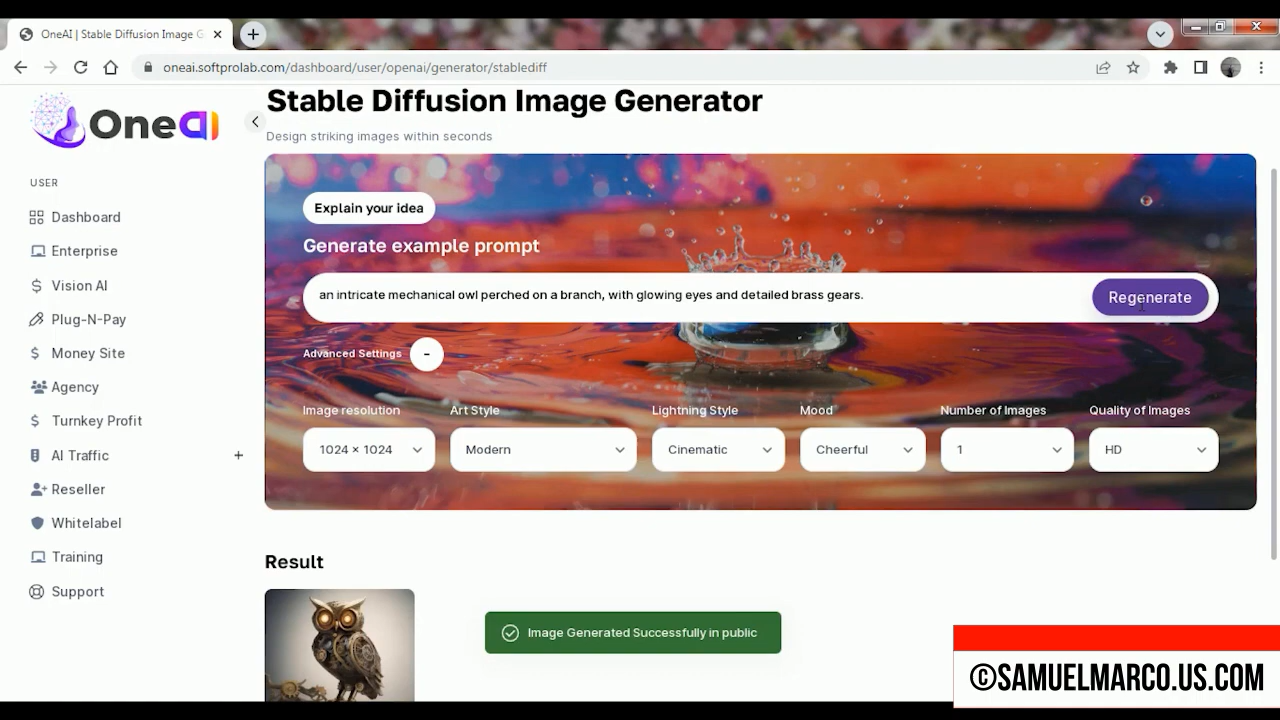 OneAI | Stable Diffusion Image G
oneai.softprolab.com/dashboard/user/openai/generator/stablediff
OneAI
Stable Diffusion Image Generator
Design striking images within seconds
USER
Dashboard
Enterprise
Vision AI
Plug-N-Pay
Money Site
Agency
Turnkey Profit
AI Traffic +
Reseller
Whitelabel
Training
Support
Explain your idea
Generate example prompt
an intricate mechanical owl perched on a branch, with glowing eyes and detailed brass gears.
Regenerate
Advanced Settings -
Image resolution Art Style Lightning Style Mood Number of Images Quality of Images
1024 × 1024 Modern Cinematic Cheerful 1 HD
Result
Image Generated Successfully in public
©SAMUELMARCO.US.COM